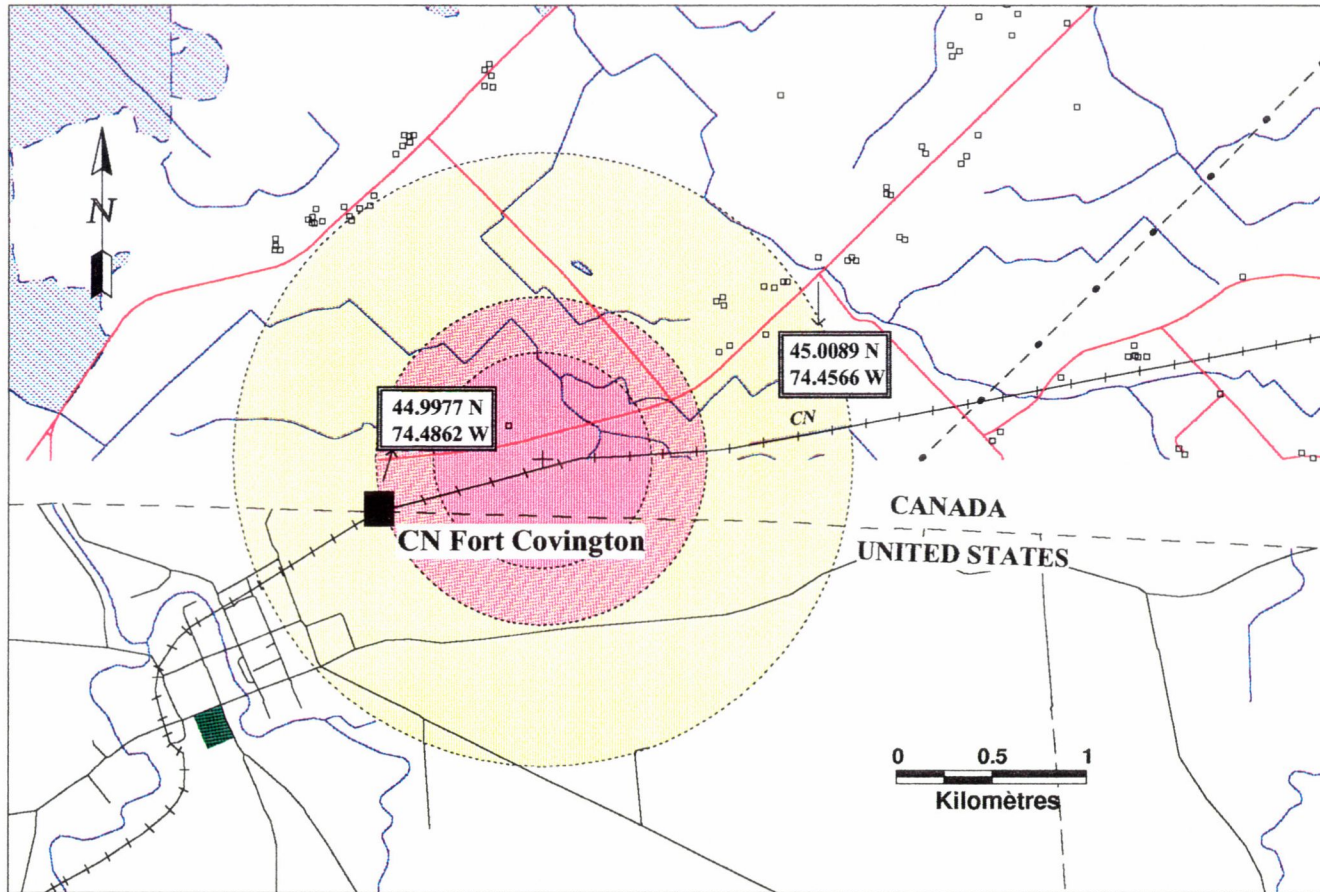 N
45.0089 N
74.4566 W
44.9977 N
74.4862 W
CN
CANADA
CN Fort Covington
UNITED STATES
0 0.5 1
Kilomètres